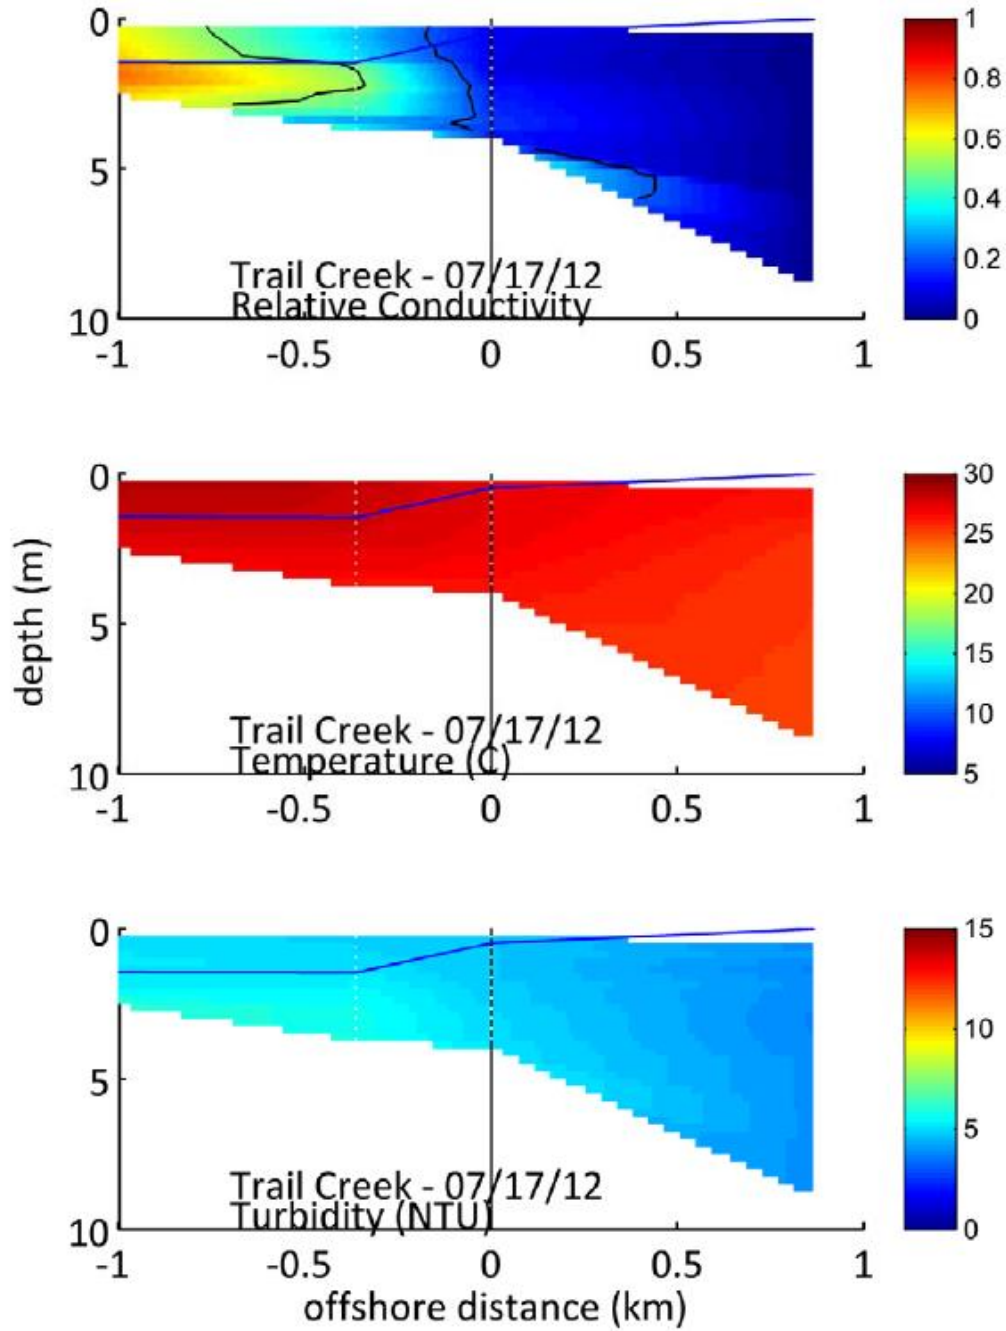 0
5
10
-1 -0.5 0 0.5 1
Trail Creek - 07/17/12
Relative Conductivity
1
0.8
0.6
0.4
0.2
0
0
5
10
-1 -0.5 0 0.5 1
depth (m)
Trail Creek - 07/17/12
Temperature (C)
30
25
20
15
10
5
0
5
10
-1 -0.5 0 0.5 1
Trail Creek - 07/17/12
Turbidity (NTU)
15
10
5
0
offshore distance (km)